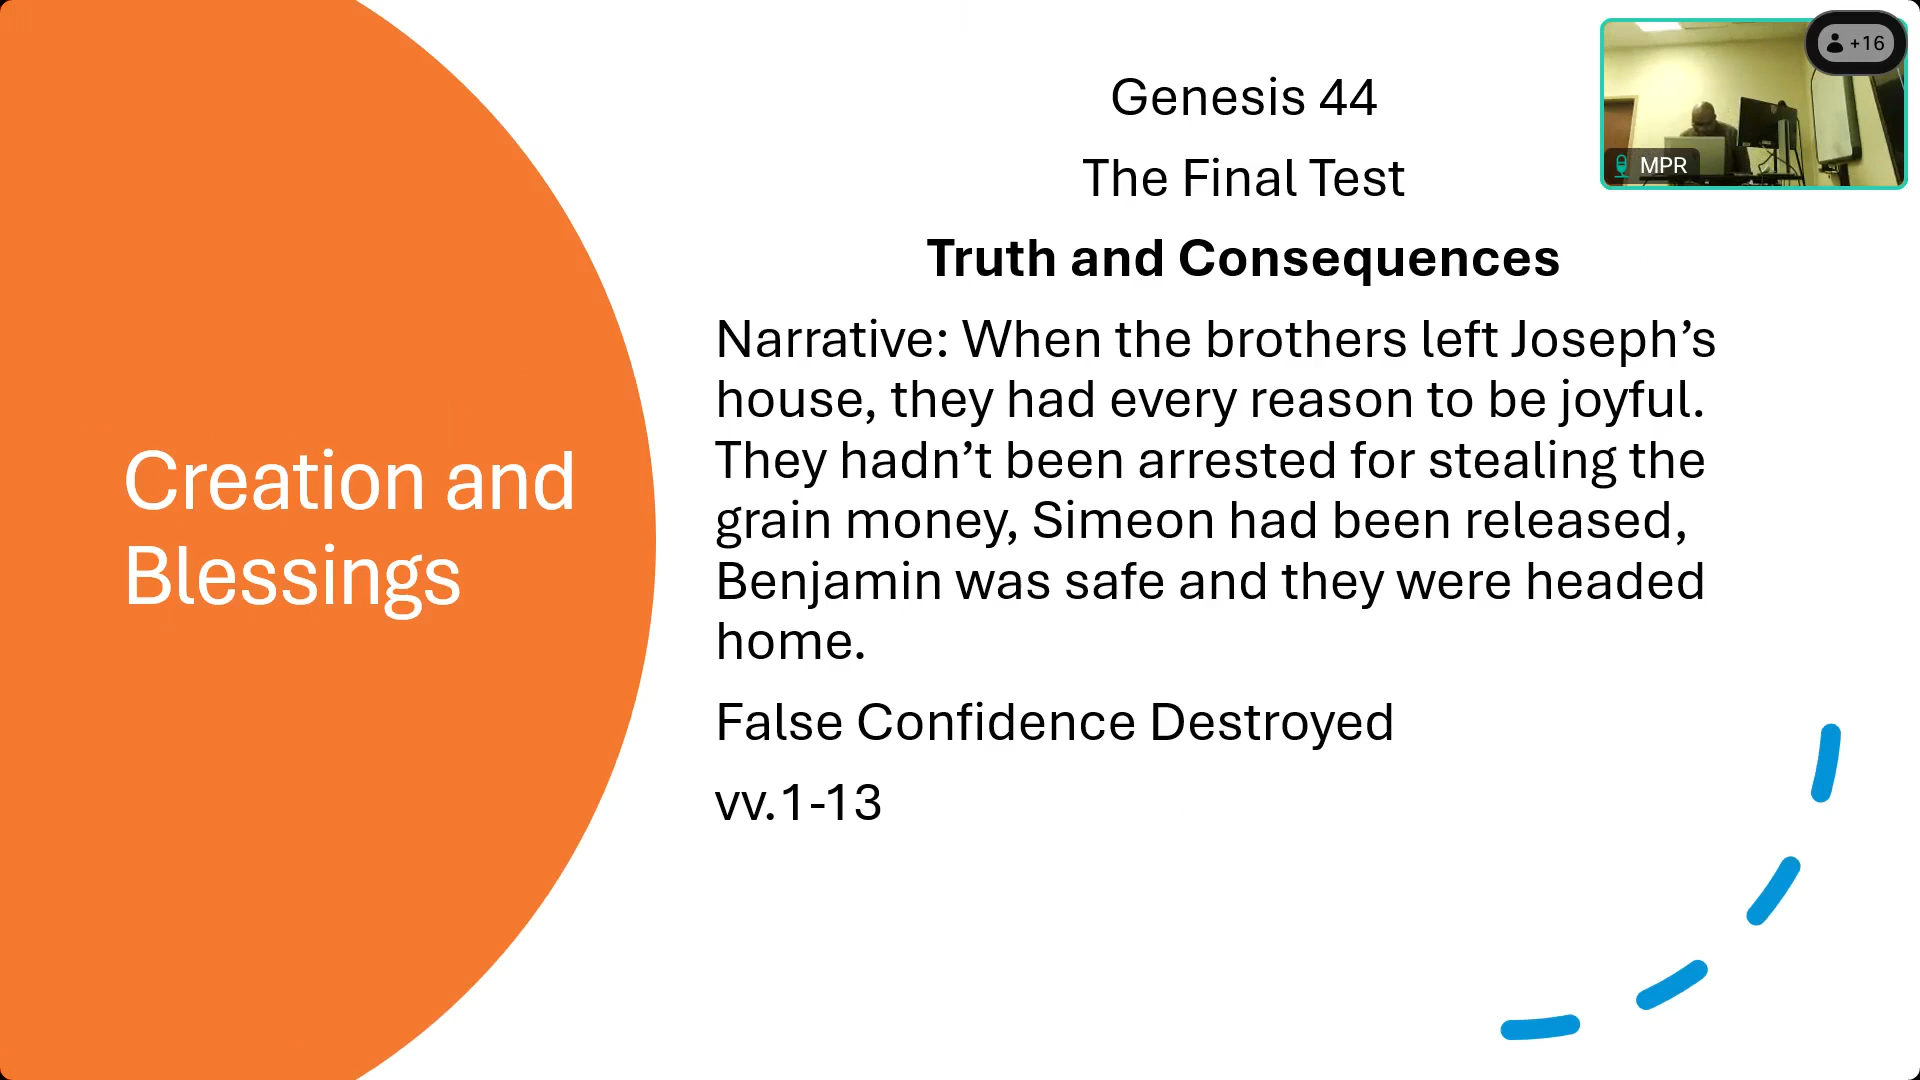 Creation and
Blessings
Genesis 44
The Final Test
Truth and Consequences
Narrative: When the brothers left Joseph’s
house, they had every reason to be joyful.
They hadn’t been arrested for stealing the
grain money, Simeon had been released,
Benjamin was safe and they were headed
home.
False Confidence Destroyed
vv.1-13
+16
MPR